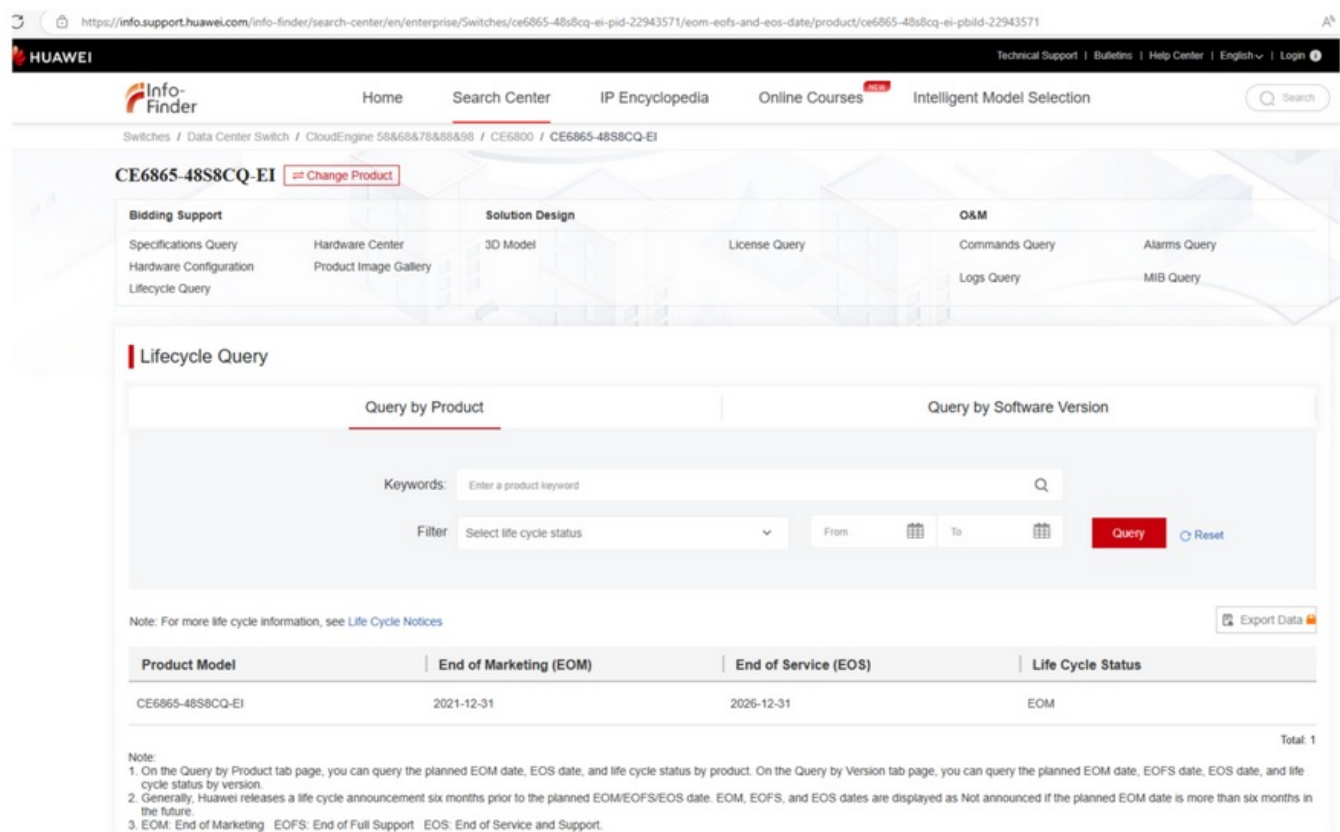 https://info.support.huawei.com/info-finder/search-center/en/enterprise/Switches/ce6865-48s8cq-ei-pid-22943571/eom-eofs-and-eos-date/product/ce6865-48s8cq-ei-pbild-22943571
HUAWEI
Technical Support | Bulletins | Help Center | English | Login
Info-Finder
Home Search Center IP Encyclopedia Online Courses NEW Intelligent Model Selection Search
Switches / Data Center Switch / CloudEngine 58&68&78&88&98 / CE6800 / CE6865-48S8CQ-EI
CE6865-48S8CQ-EI Change Product
Bidding Support Solution Design O&M
Specifications Query Hardware Center 3D Model License Query Commands Query Alarms Query
Hardware Configuration Product Image Gallery
Logs Query MIB Query
Lifecycle Query
Lifecycle Query
Query by Product Query by Software Version
Keywords: Enter a product keyword
Filter Select life cycle status From To Query Reset
Note: For more life cycle information, see Life Cycle Notices
Export Data
Product Model End of Marketing (EOM) End of Service (EOS) Life Cycle Status
CE6865-48S8CQ-EI 2021-12-31 2026-12-31 EOM
Total: 1
Note:
1. On the Query by Product tab page, you can query the planned EOM date, EOS date, and life cycle status by product. On the Query by Version tab page, you can query the planned EOM date, EOFS date, EOS date, and life
cycle status by version.
2. Generally, Huawei releases a life cycle announcement six months prior to the planned EOM/EOFS/EOS date. EOM, EOFS, and EOS dates are displayed as Not announced if the planned EOM date is more than six months in
the future.
3. EOM: End of Marketing EOFS: End of Full Support EOS: End of Service and Support.